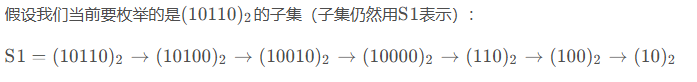 假设我们当前要枚举的是(10110)₂的子集（子集仍然用S1表示）：
S1 = (10110)₂ → (10100)₂ → (10010)₂ → (10000)₂ → (110)₂ → (100)₂ → (10)₂